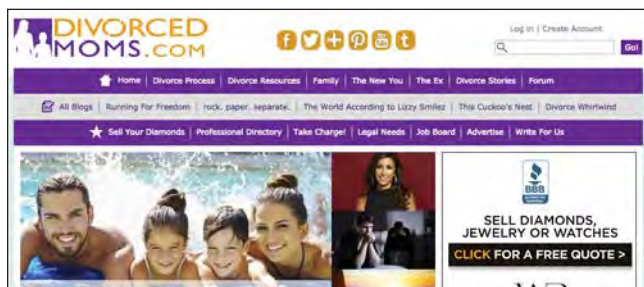 DIVORCED
MOMS.COM
Log in | Create Account
Go!
Home | Divorce Process | Divorce Resources | Family | The New You | The Ex | Divorce Stories | Forum
All Blogs | Running For Freedom | rock. paper. separate. | The World According to Lizzy Smilez | This Cuckoo's Nest | Divorce Whirlwind
Sell Your Diamonds | Professional Directory | Take Charge! | Legal Needs | Job Board | Advertise | Write For Us
BBB
SELL DIAMONDS,
JEWELRY OR WATCHES
CLICK FOR A FREE QUOTE >